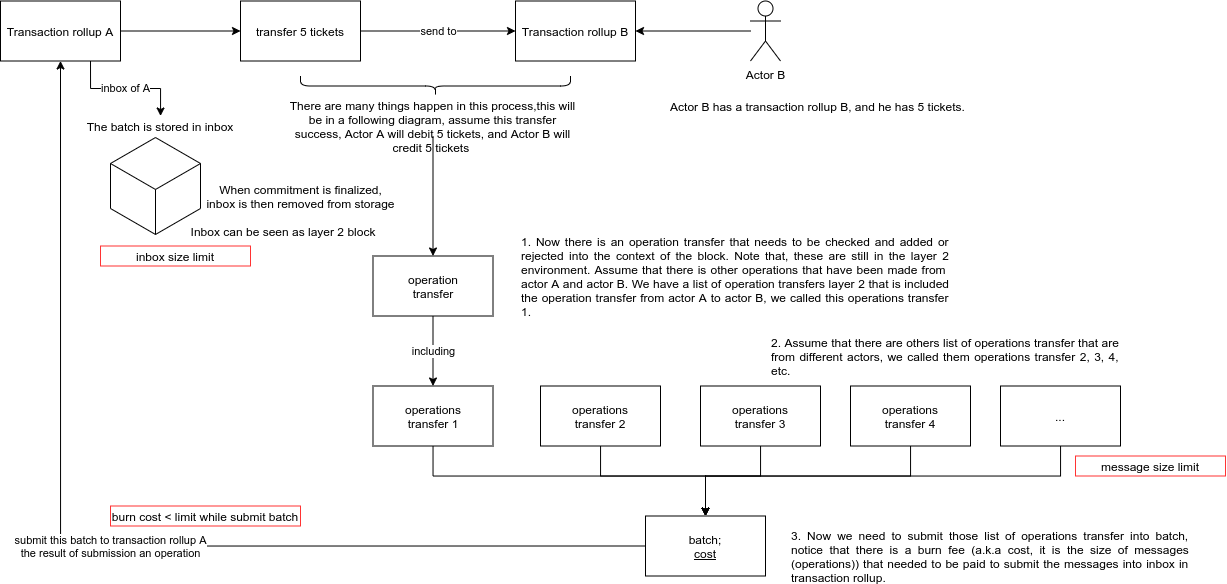 Transaction rollup A
transfer 5 tickets
send to
Transaction rollup B
Actor B
inbox of A
There are many things happen in this process,this will
be in a following diagram, assume this transfer
success, Actor A will debit 5 tickets, and Actor B will
credit 5 tickets
Actor B has a transaction rollup B, and he has 5 tickets.
The batch is stored in inbox
When commitment is finalized,
inbox is then removed from storage
Inbox can be seen as layer 2 block
inbox size limit
operation
transfer
1. Now there is an operation transfer that needs to be checked and added or
rejected into the context of the block. Note that, these are still in the layer 2
environment. Assume that there is other operations that have been made from
actor A and actor B. We have a list of operation transfers layer 2 that is included
the operation transfer from actor A to actor B, we called this operations transfer
1.
including
2. Assume that there are others list of operations transfer that are
from different actors, we called them operations transfer 2, 3, 4,
etc.
operations
transfer 1
operations
transfer 2
operations
transfer 3
operations
transfer 4
...
message size limit
burn cost < limit while submit batch
submit this batch to transaction rollup A
the result of submission an operation
batch;
cost
3. Now we need to submit those list of operations transfer into batch,
notice that there is a burn fee (a.k.a cost, it is the size of messages
(operations)) that needed to be paid to submit the messages into inbox in
transaction rollup.